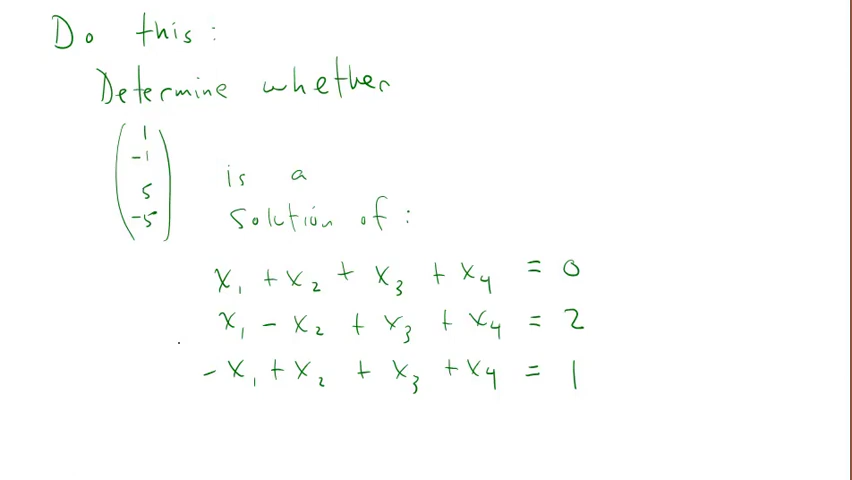 Do this:
Determine whether
(1
-1
5
-5)
is a
solution of:
x₁ + x₂ + x₃ + x₄ = 0
x₁ - x₂ + x₃ + x₄ = 2
-x₁ + x₂ + x₃ + x₄ = 1